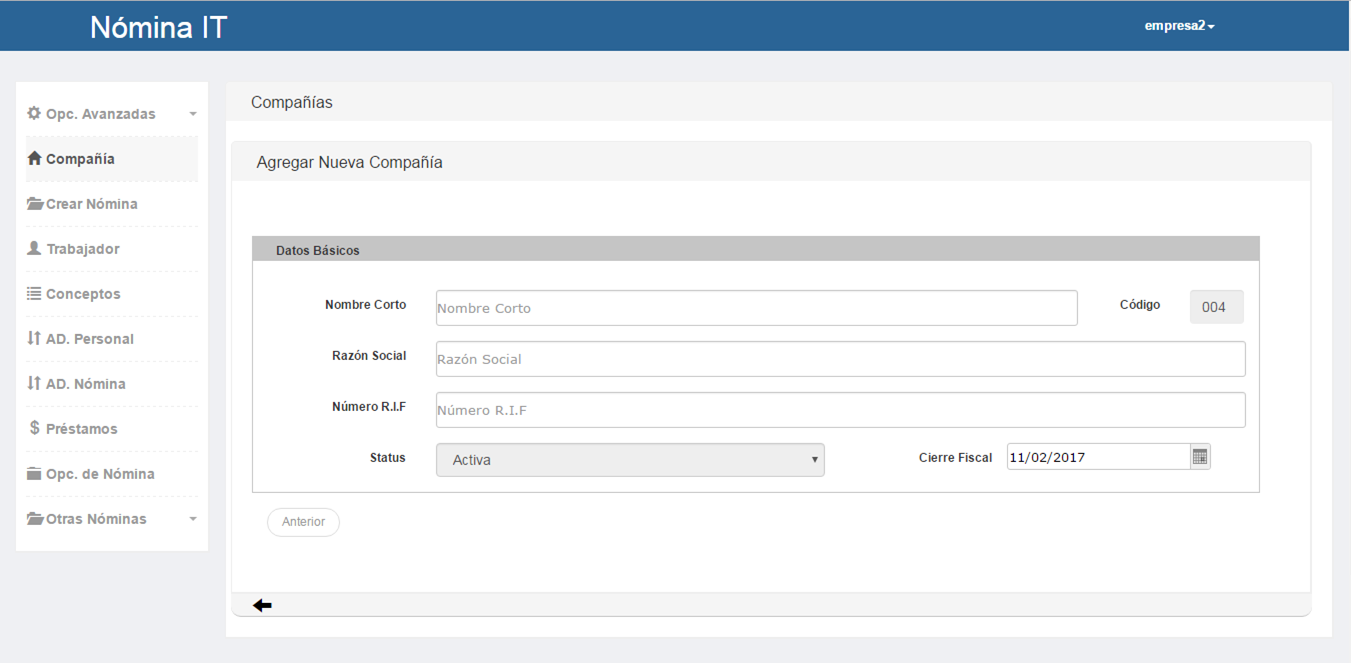 Nómina IT
empresa2
Opc. Avanzadas
Compañía
Crear Nómina
Trabajador
Conceptos
AD. Personal
AD. Nómina
$ Préstamos
Opc. de Nómina
Otras Nóminas
Compañías
Agregar Nueva Compañía
Datos Básicos
Nombre Corto Nombre Corto Código 004
Razón Social Razón Social
Número R.I.F Número R.I.F
Status Activa Cierre Fiscal 11/02/2017
Anterior